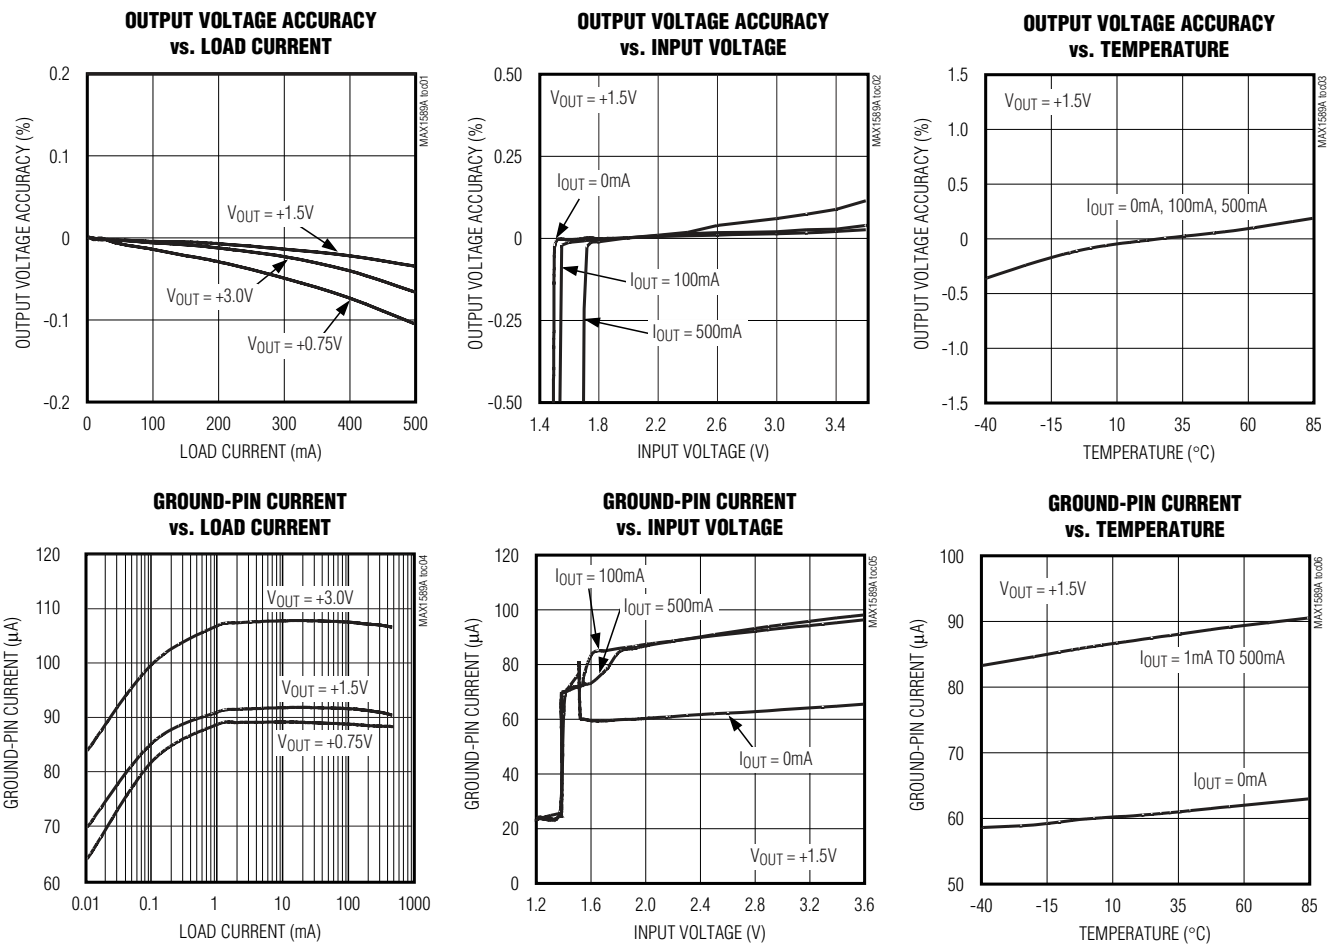 OUTPUT VOLTAGE ACCURACY
vs. LOAD CURRENT
0.2
0.1
0
-0.1
-0.2
OUTPUT VOLTAGE ACCURACY (%)
MAX1589A toc01
VOUT = +1.5V
VOUT = +3.0V
VOUT = +0.75V
0 100 200 300 400 500
LOAD CURRENT (mA)
OUTPUT VOLTAGE ACCURACY
vs. INPUT VOLTAGE
0.50
0.25
0
-0.25
-0.50
OUTPUT VOLTAGE ACCURACY (%)
MAX1589A toc02
VOUT = +1.5V
IOUT = 0mA
IOUT = 100mA
IOUT = 500mA
1.4 1.8 2.2 2.6 3.0 3.4
INPUT VOLTAGE (V)
OUTPUT VOLTAGE ACCURACY
vs. TEMPERATURE
1.5
1.0
0.5
0
-0.5
-1.0
-1.5
OUTPUT VOLTAGE ACCURACY (%)
MAX1589A toc03
VOUT = +1.5V
IOUT = 0mA, 100mA, 500mA
-40 -15 10 35 60 85
TEMPERATURE (°C)
GROUND-PIN CURRENT
vs. LOAD CURRENT
120
110
100
90
80
70
60
GROUND-PIN CURRENT (µA)
MAX1589A toc04
VOUT = +3.0V
VOUT = +1.5V
VOUT = +0.75V
0.01 0.1 1 10 100 1000
LOAD CURRENT (mA)
GROUND-PIN CURRENT
vs. INPUT VOLTAGE
120
100
80
60
40
20
0
GROUND-PIN CURRENT (µA)
MAX1589A toc05
IOUT = 100mA
IOUT = 500mA
IOUT = 0mA
VOUT = +1.5V
1.2 1.6 2.0 2.4 2.8 3.2 3.6
INPUT VOLTAGE (V)
GROUND-PIN CURRENT
vs. TEMPERATURE
100
90
80
70
60
50
GROUND-PIN CURRENT (µA)
MAX1589A toc06
VOUT = +1.5V
IOUT = 1mA TO 500mA
IOUT = 0mA
-40 -15 10 35 60 85
TEMPERATURE (°C)